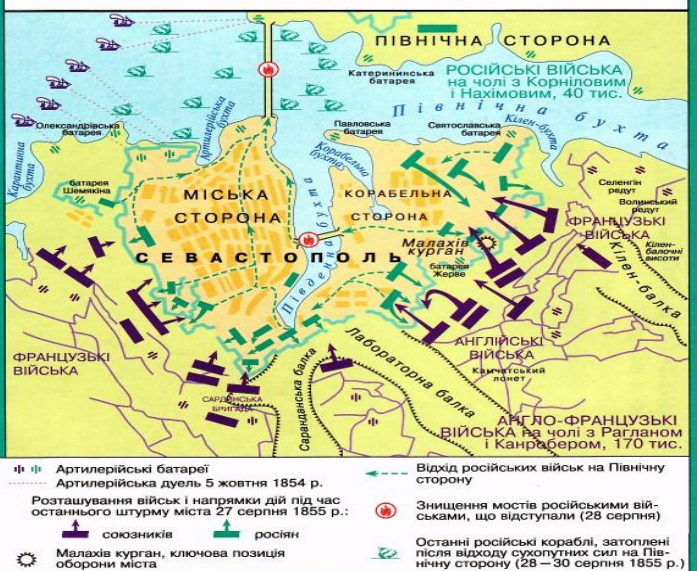 ПІВНІЧНА СТОРОНА
Катерининська
батарея
РОСІЙСЬКІ ВІЙСЬКА
на чолі з Корніловим
і Нахімовим, 40 тис.
Північна бухта
Олександрівська
батарея
Артилерійська
бухта
Павловська
батарея
Святославська
батарея
Кілен-бухта
Карантинна
бухта
Корабельна
бухта
батарея
Шемякіна
МІСЬКА
СТОРОНА
КОРАБЕЛЬНА
СТОРОНА
Селенгін
редут
Волинський
редут
ФРАНЦУЗЬКІ
ВІЙСЬКА
Малахів
курган
СЕВАСТОПОЛЬ
Південна бухта
батарея
Жерве
Кілен-
балочні
висоти
Кілен-балка
ФРАНЦУЗЬКІ
ВІЙСЬКА
АНГЛІЙСЬКІ
ВІЙСЬКА
Камчатський
люнет
САРДИНСЬКА
БРИГАДА
Сарандинська балка
Лабораторна балка
АНГЛО-ФРАНЦУЗЬКІ
ВІЙСЬКА на чолі з Рагланом
і Канробером, 170 тис.
Артилерійські батареї
Артилерійська дуель 5 жовтня 1854 р.
Розташування військ і напрямки дій під час
останнього штурму міста 27 серпня 1855 р.:
союзників
росіян
Малахів курган, ключова позиція
оборони міста
Відхід російських військ на Північну
сторону
Знищення мостів російськими вій-
ськами, що відступали (28 серпня)
Останні російські кораблі, затоплені
після відходу сухопутних сил на Пів-
нічну сторону (28 — 30 серпня 1855 р.)